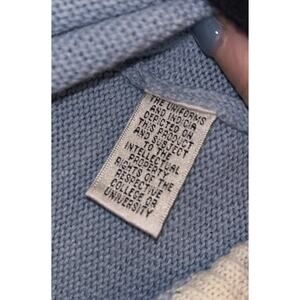 THE UNIFORMS
AND INDICIA
DEPICTED ON
THIS PRODUCT
AND SUBJECT
TO THE
INTELLECTUAL
PROPERTY
RIGHTS OF THE
RESPECTIVE
COLLEGE OR
UNIVERSITY